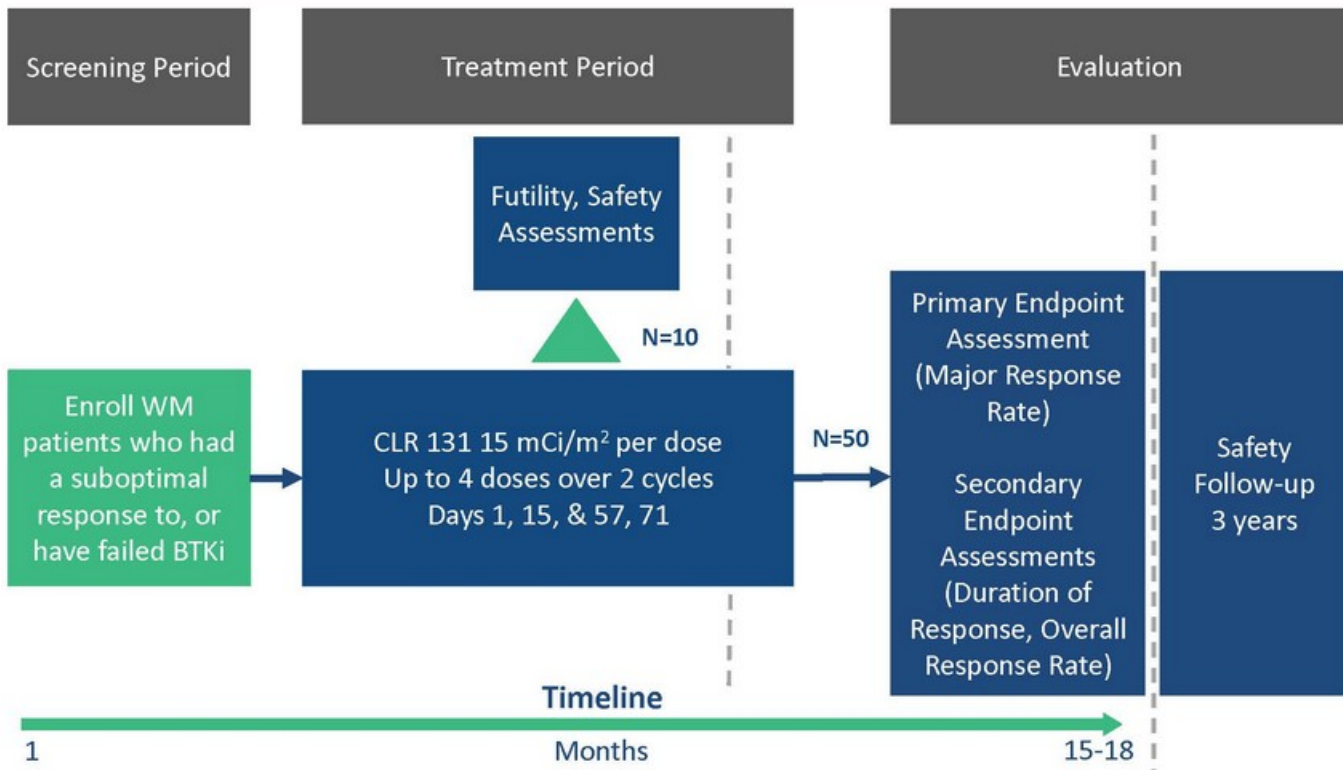 Screening Period
Treatment Period
Evaluation
Futility, Safety
Assessments
N=10
Enroll WM
patients who had
a suboptimal
response to, or
have failed BTKi
CLR 131 15 mCi/m² per dose
Up to 4 doses over 2 cycles
Days 1, 15, & 57, 71
N=50
Primary Endpoint
Assessment
(Major Response
Rate)
Secondary
Endpoint
Assessments
(Duration of
Response, Overall
Response Rate)
Safety
Follow-up
3 years
Timeline
1
Months
15-18